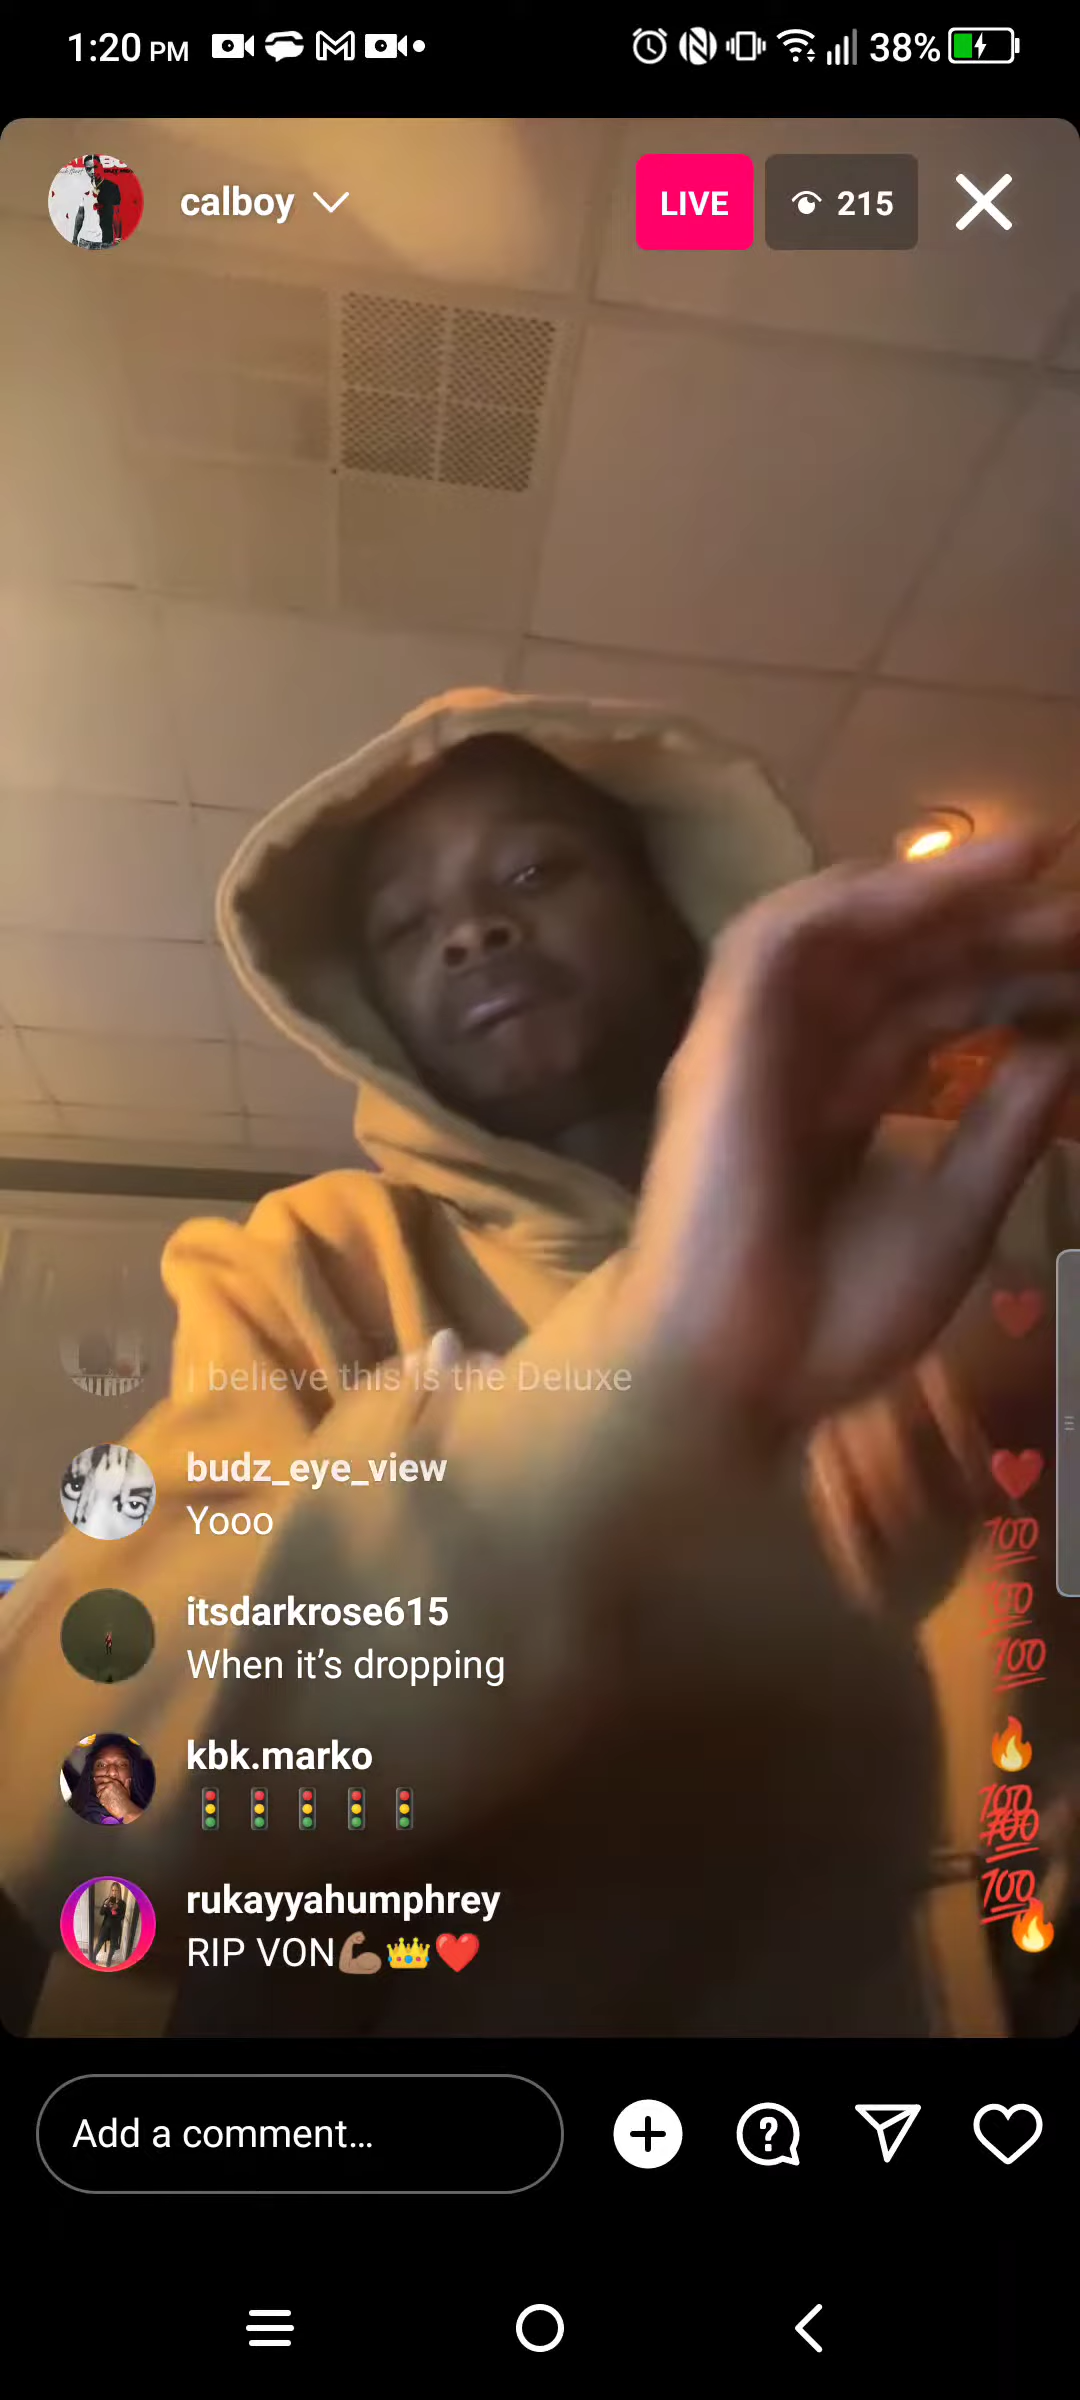 1:20 PM
38%
calboy
LIVE
215
I believe this is the Deluxe
budz_eye_view
Yooo
itsdarkrose615
When it’s dropping
kbk.marko
🚦🚦🚦🚦🚦
rukayyahumphrey
RIP VON💪🏽👑❤️
Add a comment…